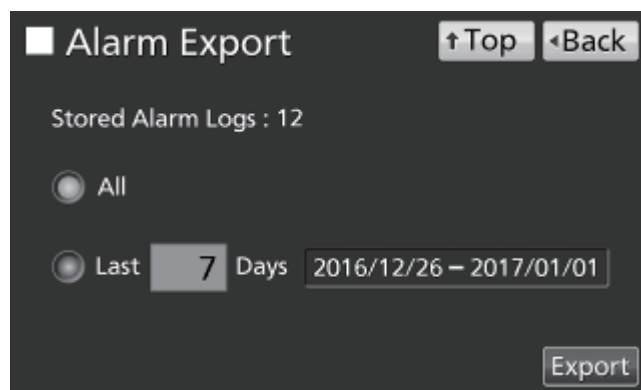 Alarm Export
↑Top
◂Back
Stored Alarm Logs : 12
All
Last 7 Days 2016/12/26 – 2017/01/01
Export